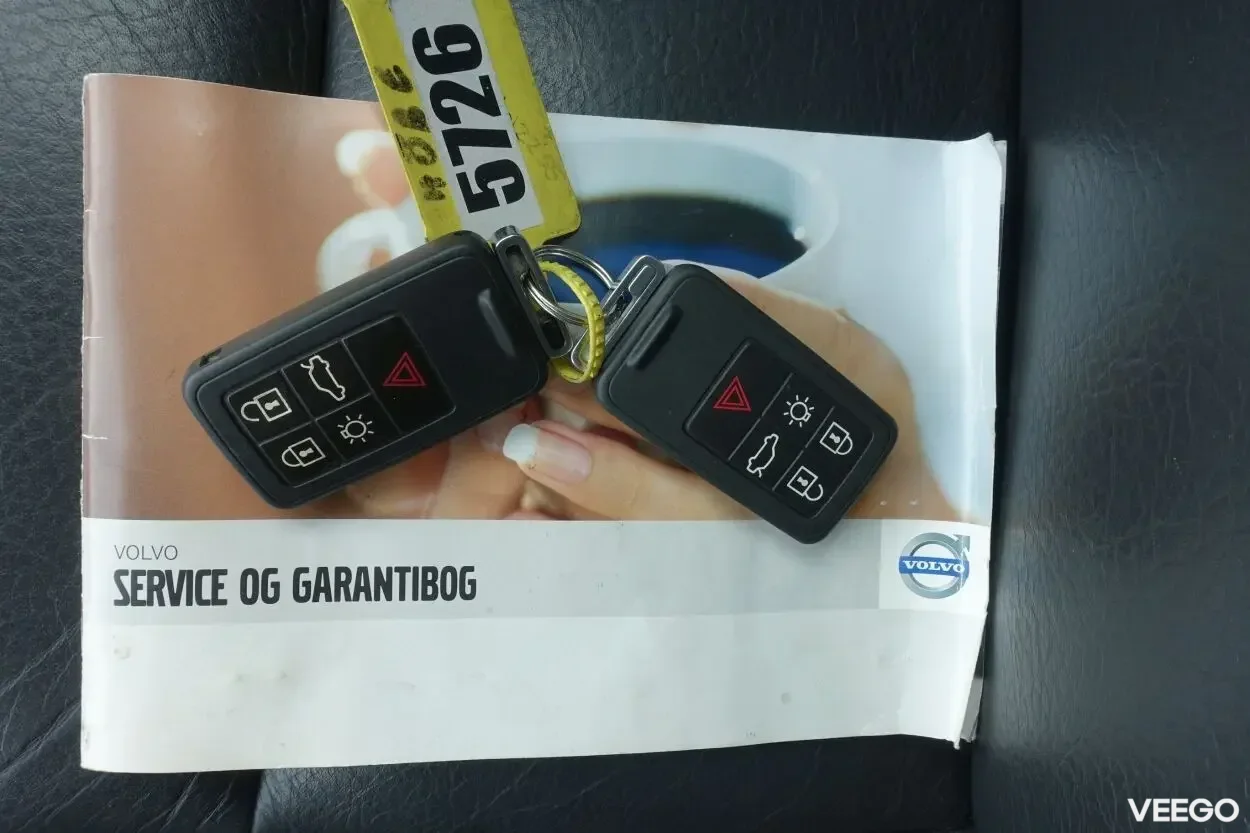 5726
VOLVO
SERVICE OG GARANTIBOG
VOLVO
VEEGO